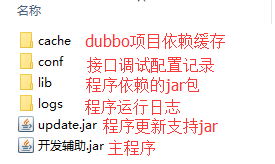 名称
cache dubbo项目依赖缓存
conf 接口调试配置记录
lib 程序依赖的jar包
logs 程序运行日志
update.jar 程序更新支持jar
开发辅助.jar 主程序